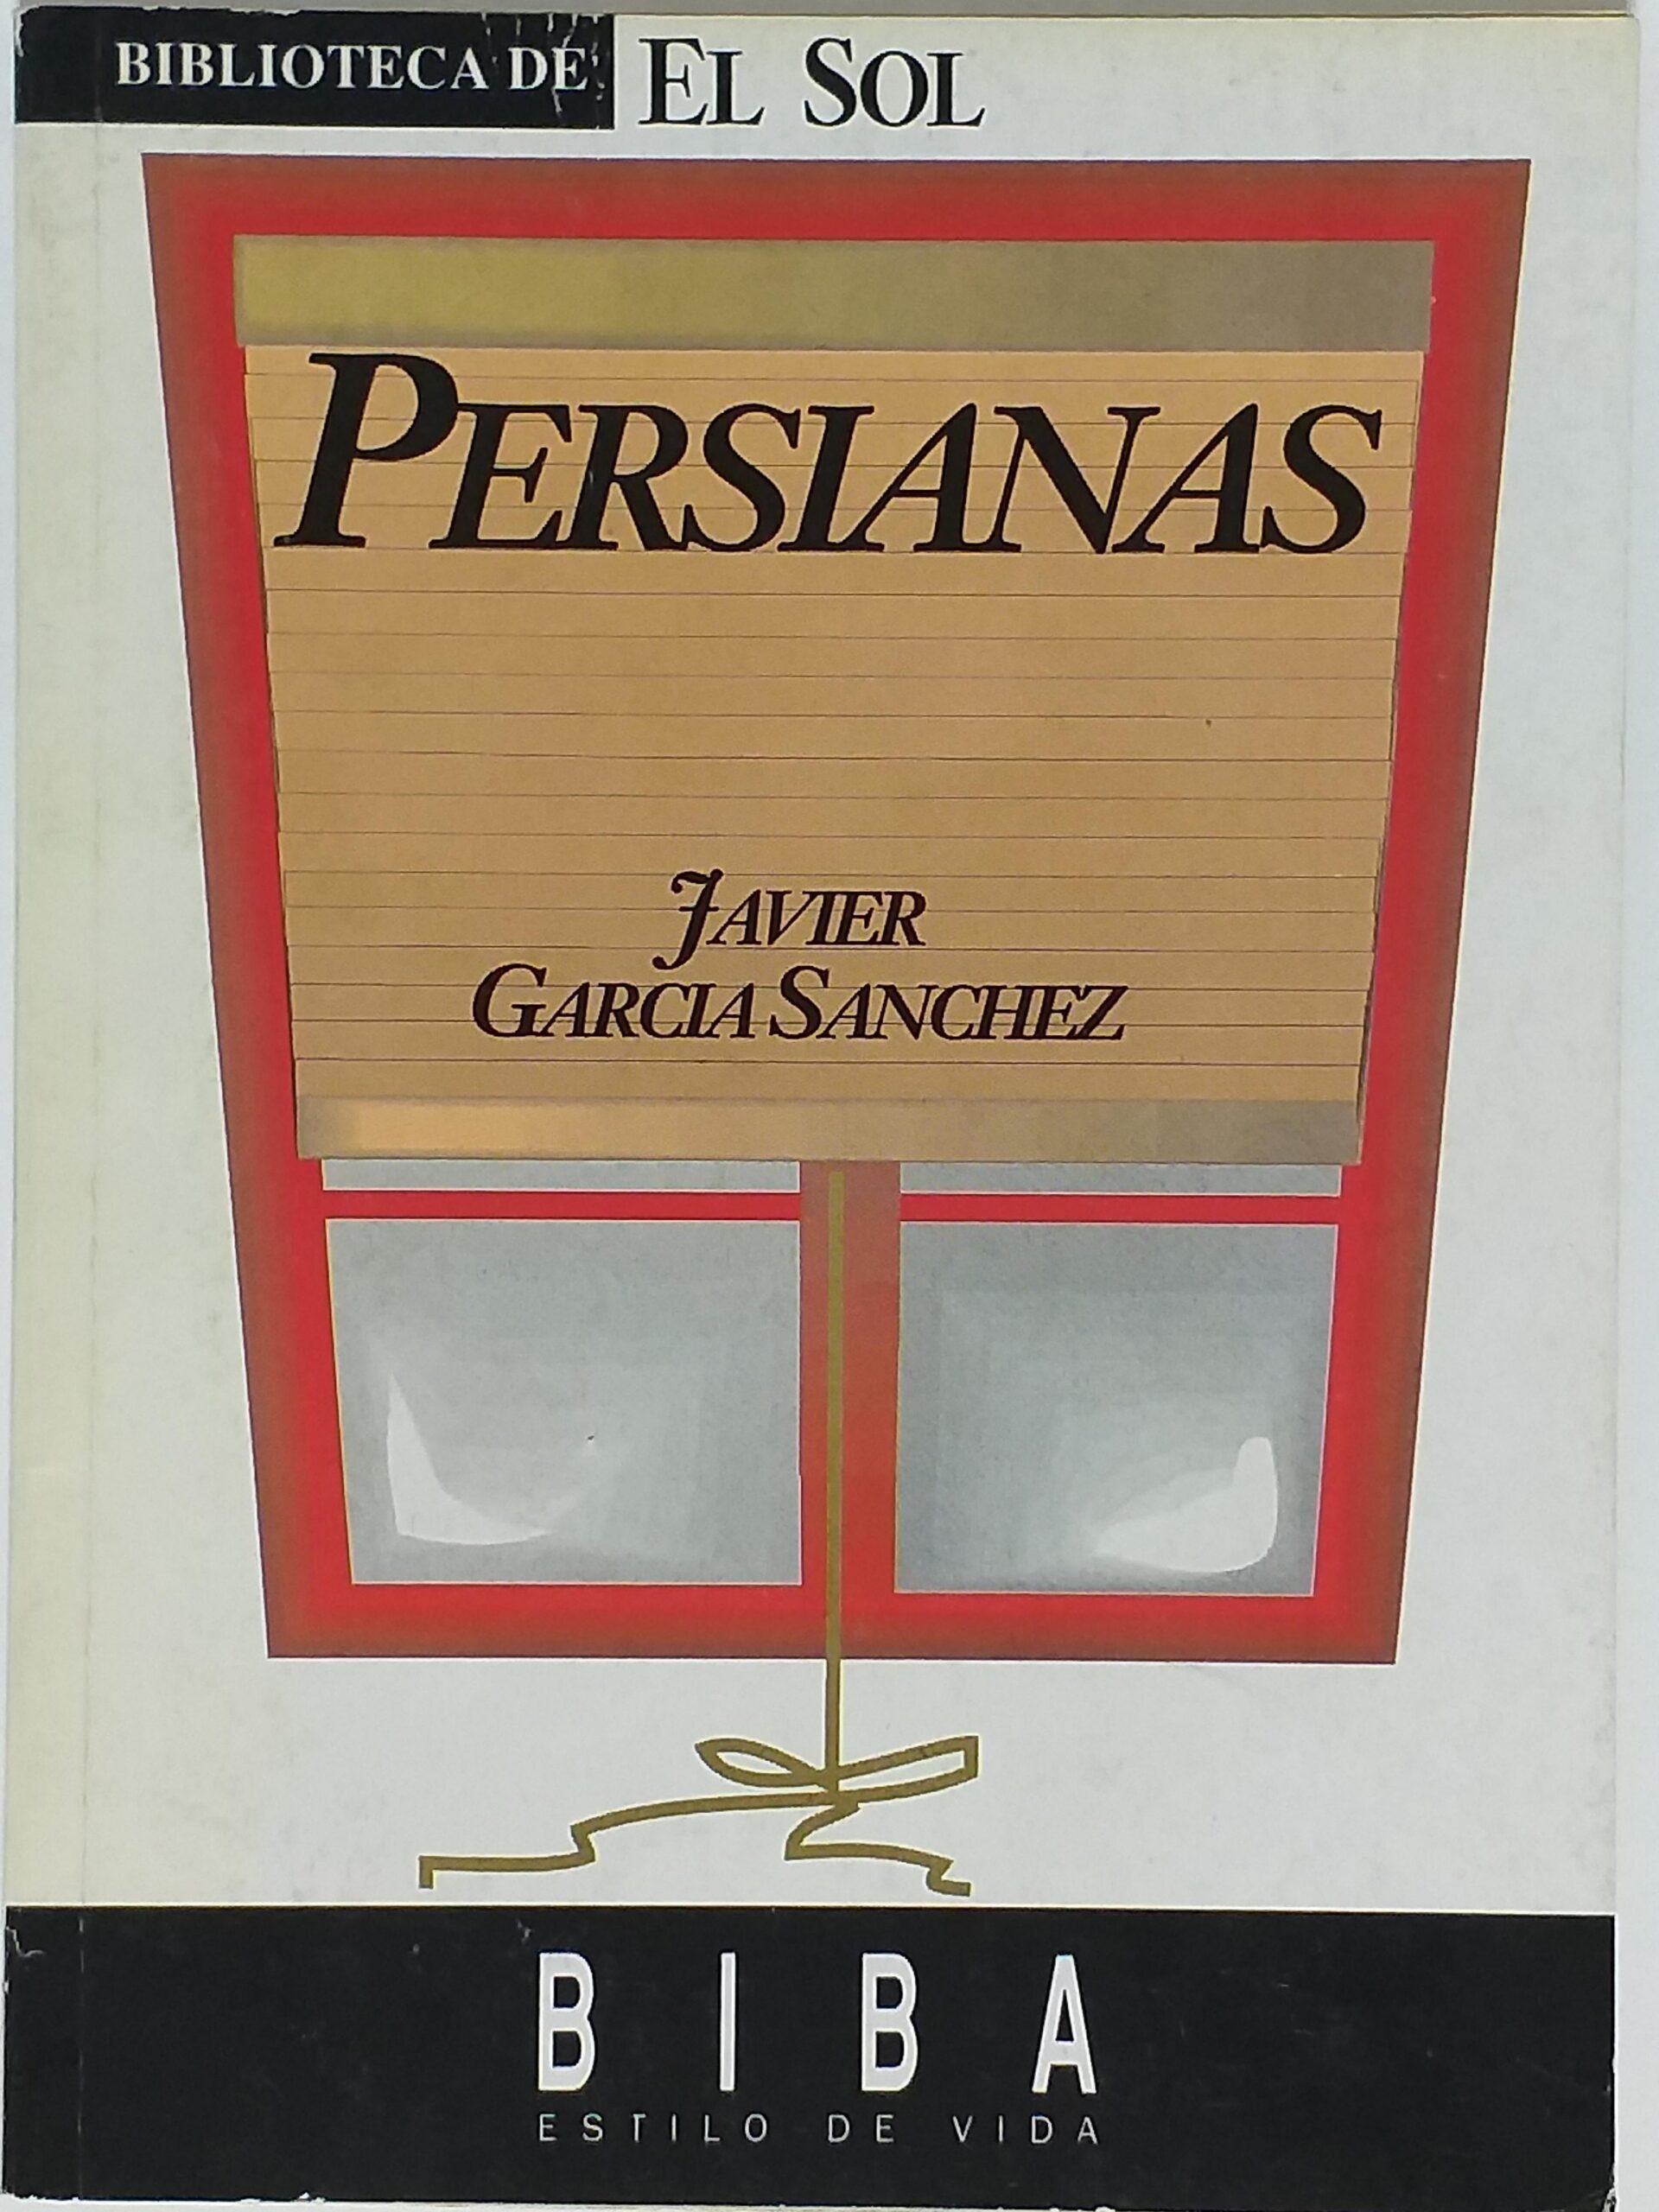 BIBLIOTECA DE EL SOL
PERSIANAS
JAVIER
GARCIA SANCHEZ
BIBA
ESTILO DE VIDA